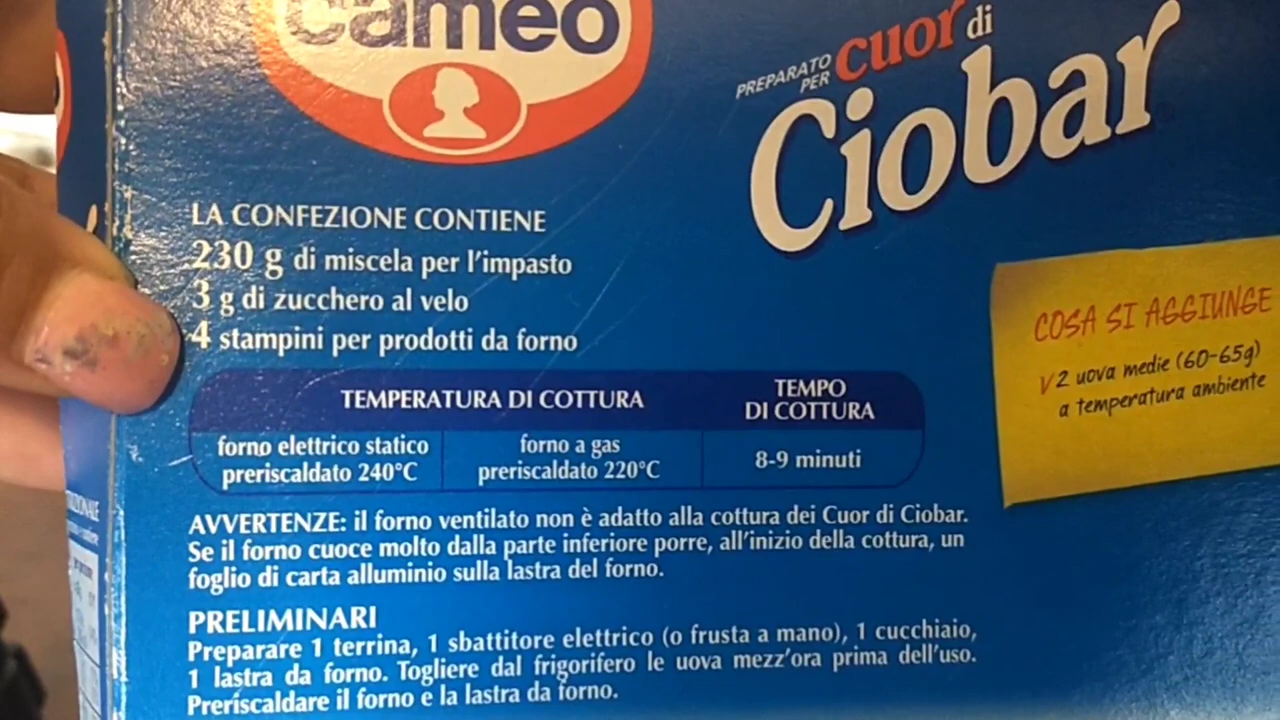 cameo
PREPARATO
PER
cuor di
Ciobar
LA CONFEZIONE CONTIENE
230 g di miscela per l'impasto
3 g di zucchero al velo
4 stampini per prodotti da forno
COSA SI AGGIUNGE
√2 uova medie (60-65g)
a temperatura ambiente
TEMPERATURA DI COTTURA
TEMPO
DI COTTURA
forno elettrico statico
preriscaldato 240°C
forno a gas
preriscaldato 220°C
8-9 minuti
AVVERTENZE: il forno ventilato non è adatto alla cottura dei Cuor di Ciobar.
Se il forno cuoce molto dalla parte inferiore porre, all'inizio della cottura, un
foglio di carta alluminio sulla lastra del forno.
PRELIMINARI
Preparare 1 terrina, 1 sbattitore elettrico (o frusta a mano), 1 cucchiaio,
1 lastra da forno. Togliere dal frigorifero le uova mezz'ora prima dell'uso.
Preriscaldare il forno e la lastra da forno.